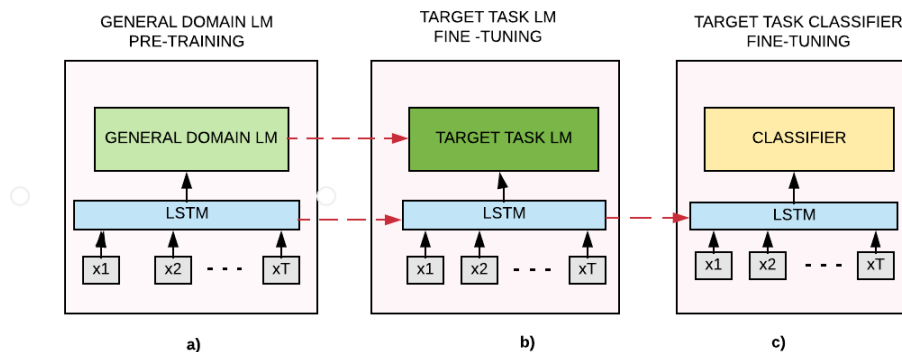 GENERAL DOMAIN LM
PRE-TRAINING
GENERAL DOMAIN LM
LSTM
x1 x2 - - - xT
a)
TARGET TASK LM
FINE -TUNING
TARGET TASK LM
LSTM
x1 x2 - - - xT
b)
TARGET TASK CLASSIFIER
FINE-TUNING
CLASSIFIER
LSTM
x1 x2 - - - xT
c)